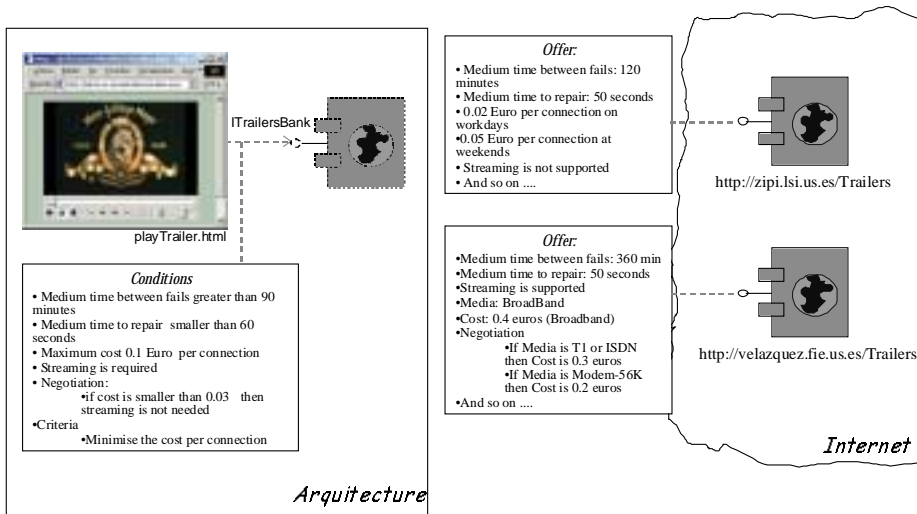 ITrailersBank
playTrailer.html
Conditions
• Medium time between fails greater than 90
minutes
• Medium time to repair smaller than 60
seconds
• Maximum cost 0.1 Euro per connection
• Streaming is required
• Negotiation:
•if cost is smaller than 0.03 then
streaming is not needed
•Criteria
•Minimise the cost per connection
Arquitecture
Offer:
• Medium time between fails: 120
minutes
• Medium time to repair: 50 seconds
• 0.02 Euro per connection on
workdays
•0.05 Euro per connection at
weekends
• Streaming is not supported
• And so on ....
http://zipi.lsi.us.es/Trailers
Offer:
•Medium time between fails: 360 min
•Medium time to repair: 50 seconds
•Streaming is supported
•Media: BroadBand
•Cost: 0.4 euros (Broadband)
•Negotiation
•If Media is T1 or ISDN
then Cost is 0.3 euros
•If Media is Modem-56K
then Cost is 0.2 euros
•And so on ....
http://velazquez.fie.us.es/Trailers
Internet